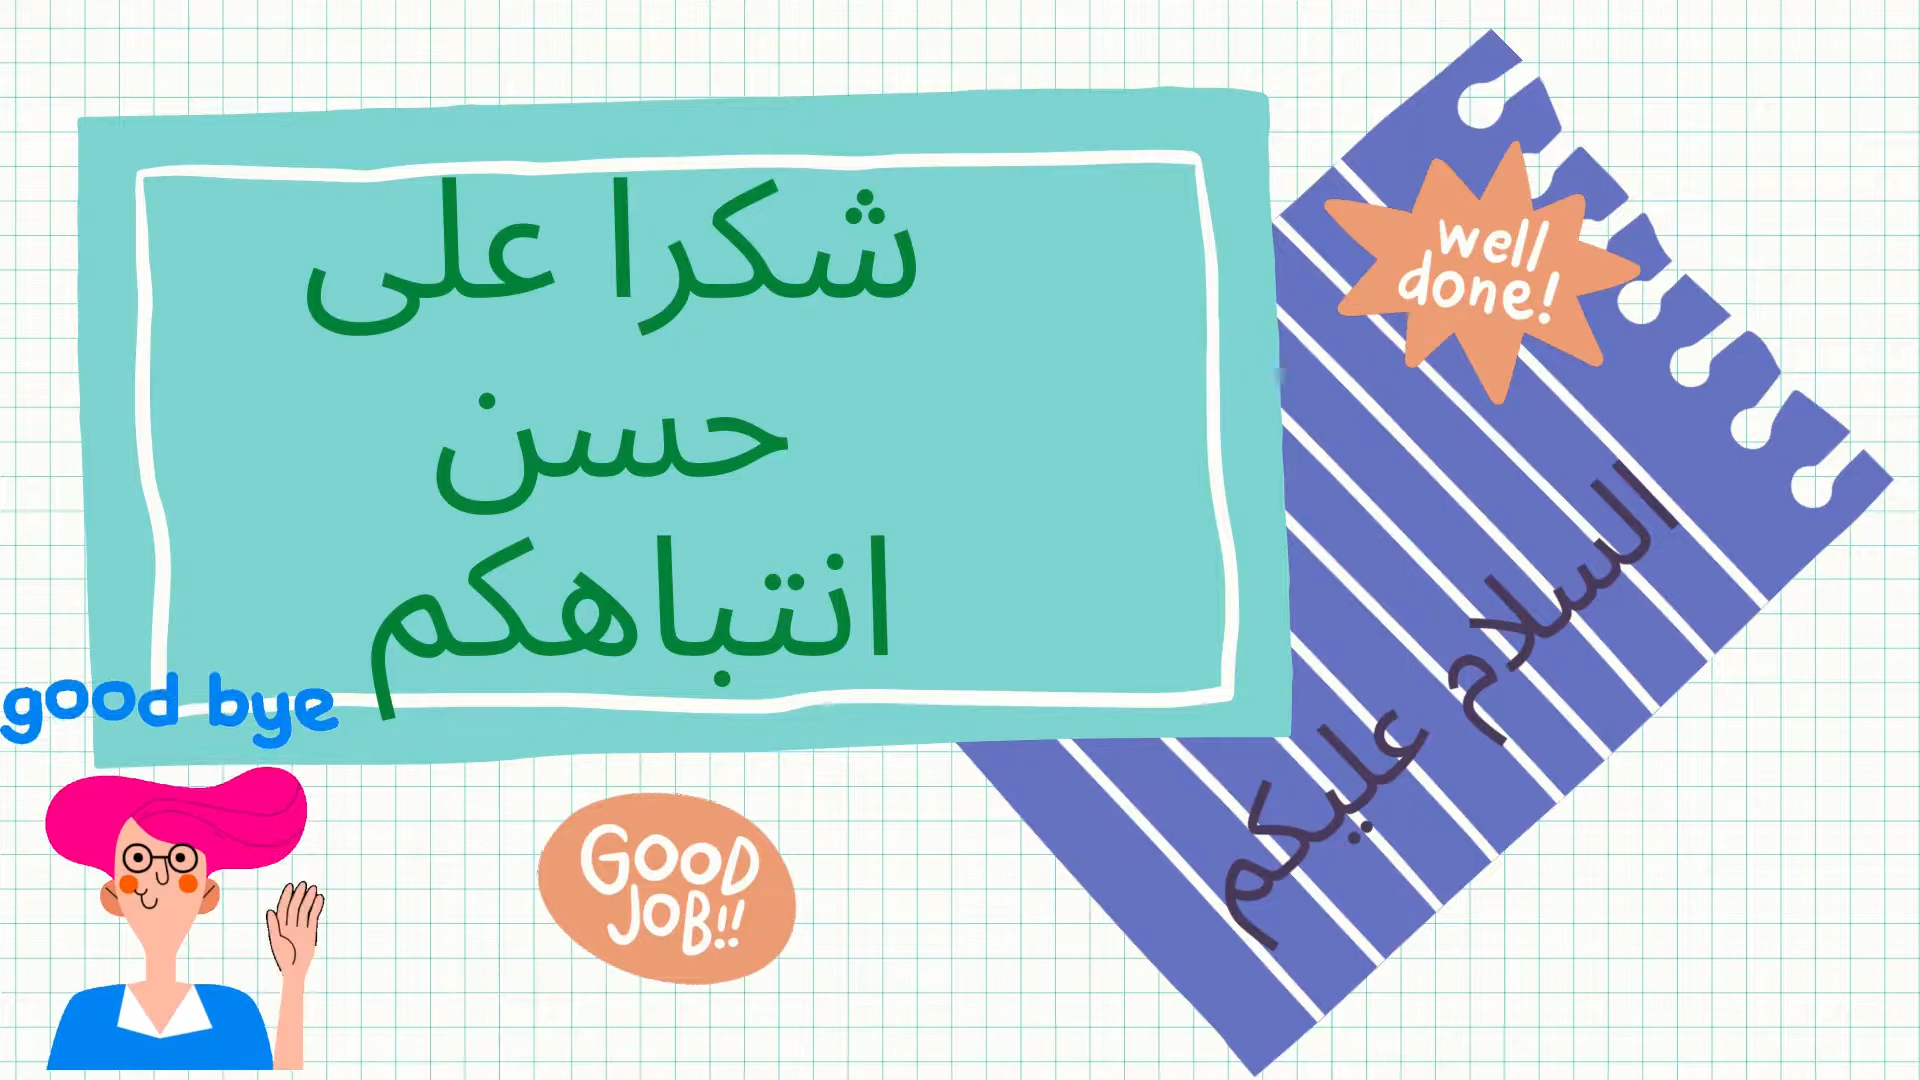 شكرا على
حسن
انتباهكم
well
done!
السلام عليكم
good bye
GOOD
JOB!!